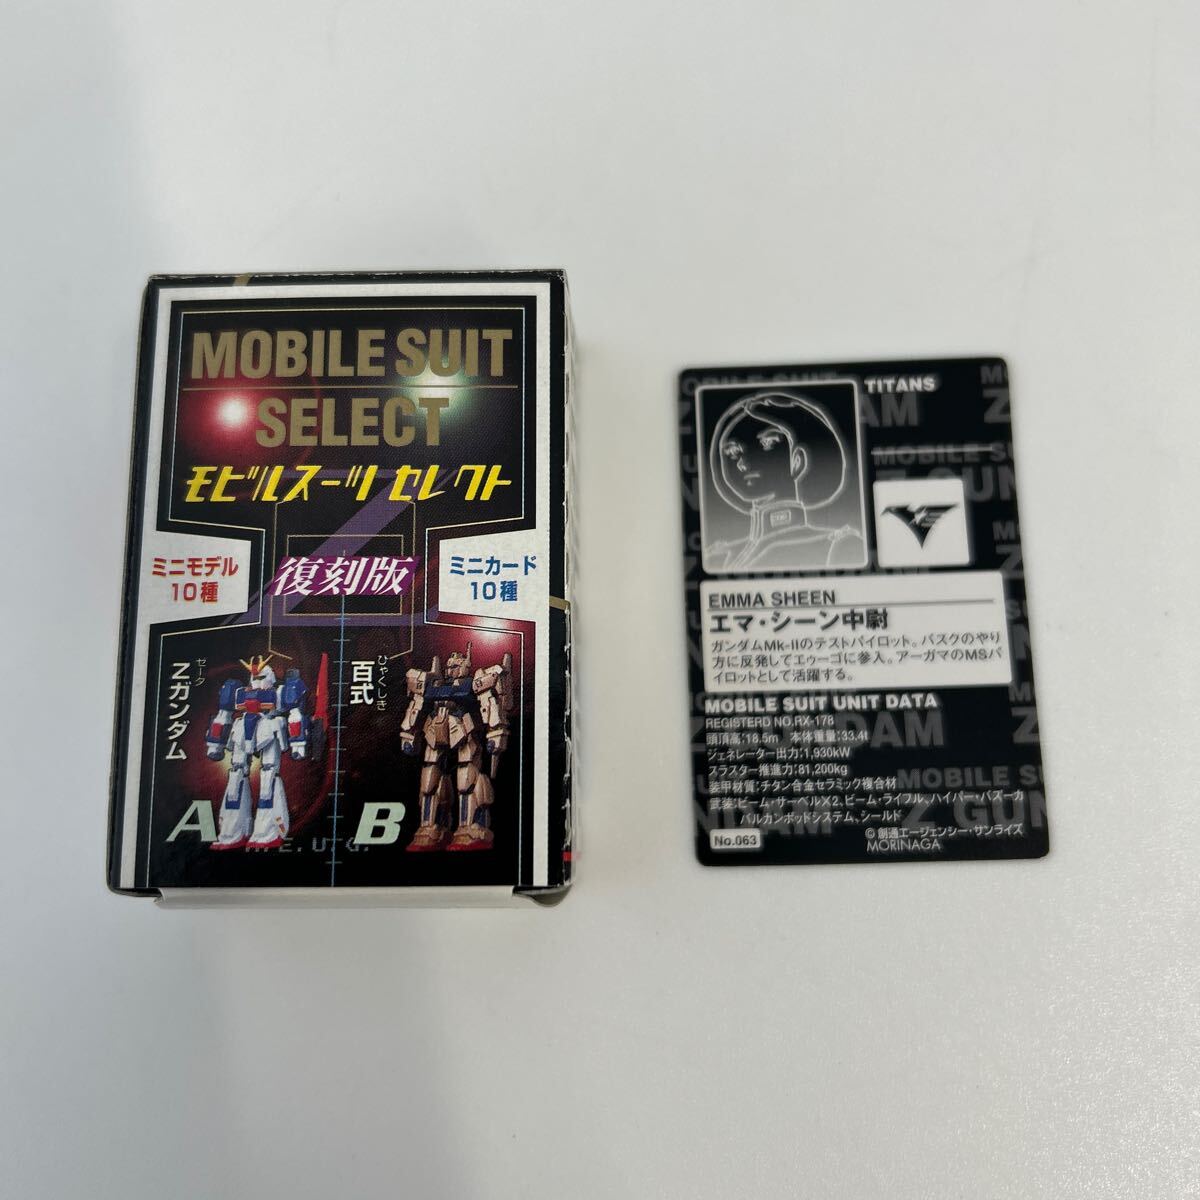 MOBILE SUIT
SELECT
モビルスーツ セレクト
ミニモデル
10種
復刻版
ミニカード
10種
ゼータ
Zガンダム
ひゃくしき
百式
A
B
A. E. U. G.
TITANS
MOBILE SUIT
Z GUNDAM
EMMA SHEEN
エマ・シーン中尉
ガンダムMk-IIのテストパイロット。バスクのやり
方に反発してエゥーゴに参入。アーガマのMSパ
イロットとして活躍する。
MOBILE SUIT UNIT DATA
REGISTERD NO.RX-178
頭頂高:18.5m 本体重量:33.4t
ジェネレーター出力:1,930kW
スラスター推進力:81,200kg
装甲材質:チタン合金セラミック複合材
武装:ビーム・サーベル×2、ビーム・ライフル、ハイパー・バズーカ
バルカンポッドシステム、シールド
No.063
© 創通エージェンシー・サンライズ
MORINAGA